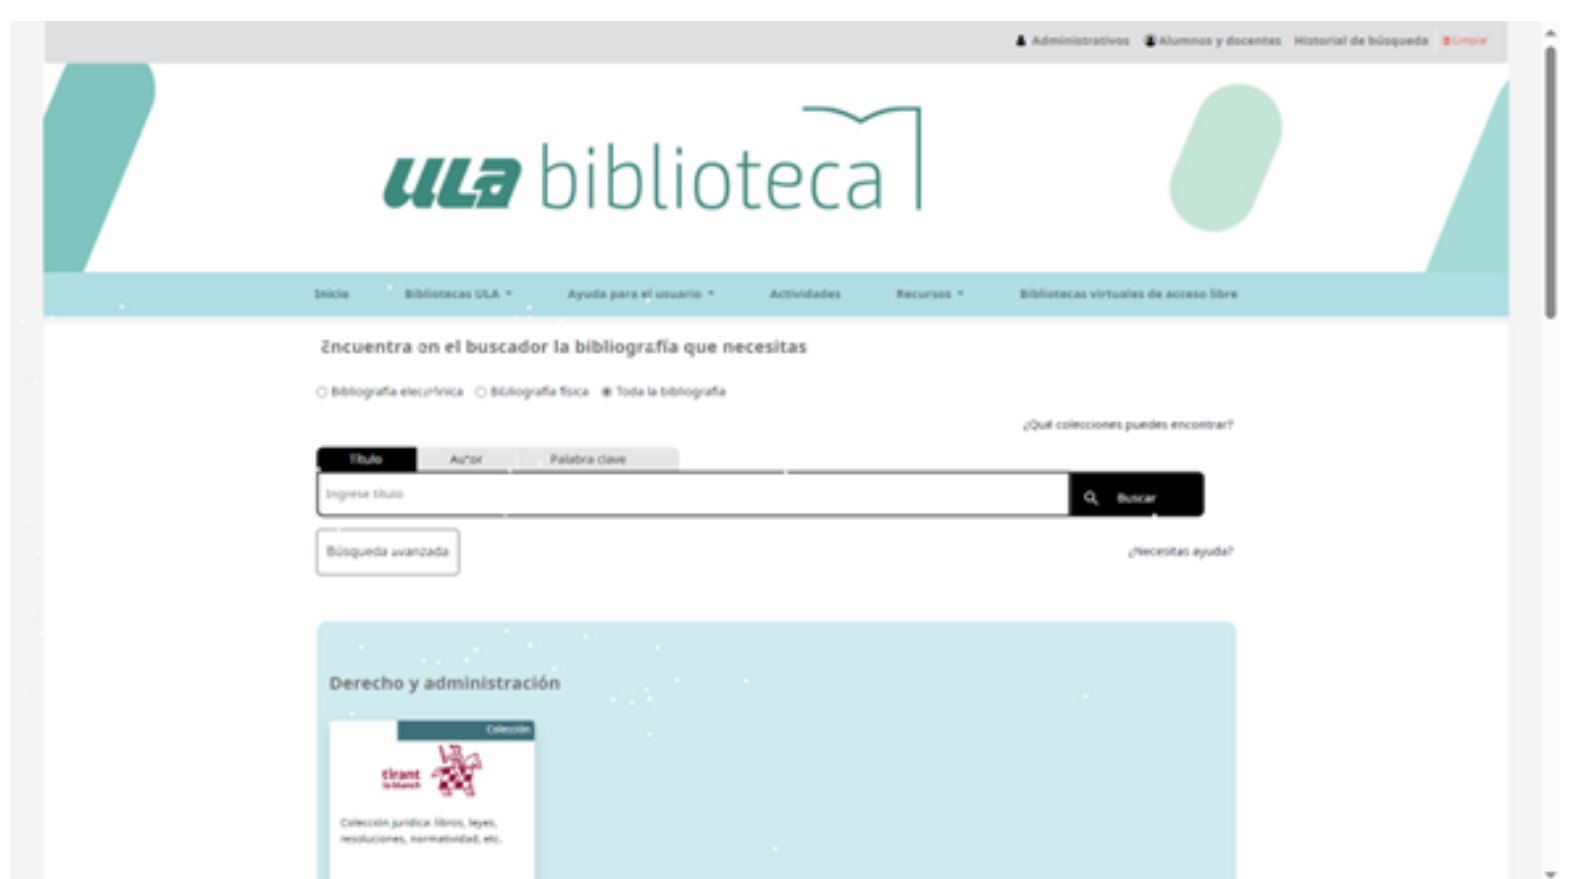 Administrativos Alumnos y docentes Historial de búsqueda Limpiar
ULA biblioteca
Inicio Bibliotecas ULA Ayuda para el usuario Actividades Recursos Bibliotecas virtuales de acceso libre
Encuentra en el buscador la bibliografía que necesitas
Bibliografía electrónica Bibliografía física Toda la bibliografía
¿Qué colecciones puedes encontrar?
Título Autor Palabra clave
Ingrese título Buscar
Búsqueda avanzada ¿Necesitas ayuda?
Derecho y administración
Colección
tirant
lo blanch
Colección jurídica: libros, leyes,
resoluciones, normatividad, etc.